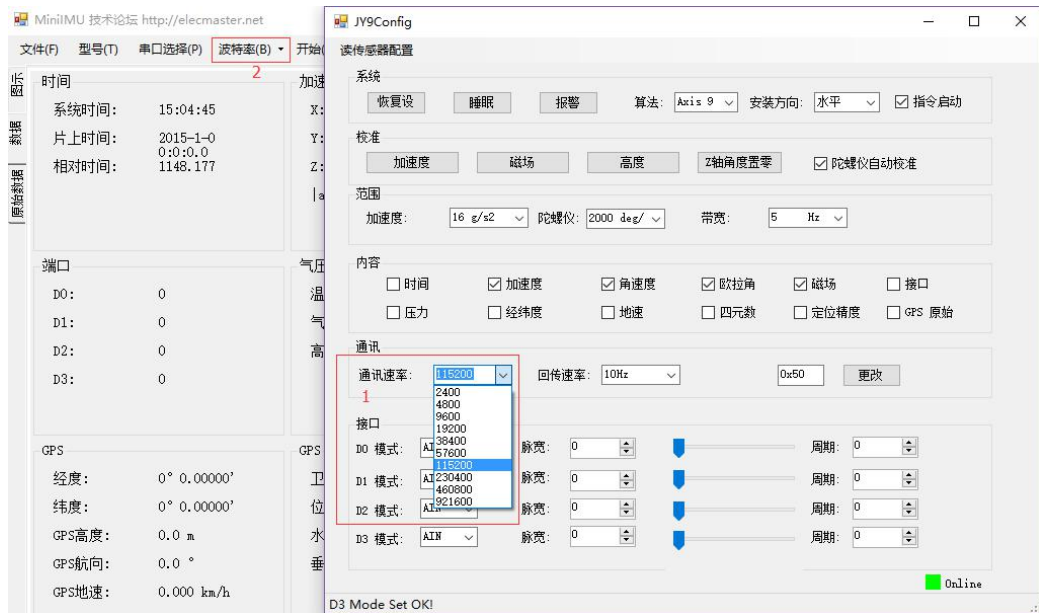 MiniIMU 技术论坛 http://elecmaster.net
文件(F) 型号(T) 串口选择(P) 波特率(B) 开始(
2
图示
数据
原始数据
时间
系统时间: 15:04:45
片上时间: 2015-1-0
0:0:0.0
相对时间: 1148.177
加速
X:
Y:
Z:
|a
端口
D0: 0
D1: 0
D2: 0
D3: 0
气压
温
气
高
GPS
经度: 0° 0.00000'
纬度: 0° 0.00000'
GPS高度: 0.0 m
GPS航向: 0.0 °
GPS地速: 0.000 km/h
GPS
卫
位
水
垂
JY9Config
读传感器配置
系统
恢复设 睡眠 报警 算法: Axis 9 安装方向: 水平 指令启动
校准
加速度 磁场 高度 Z轴角度置零 陀螺仪自动校准
范围
加速度: 16 g/s2 陀螺仪: 2000 deg/ 带宽: 5 Hz
内容
时间 加速度 角速度 欧拉角 磁场 接口
压力 经纬度 地速 四元数 定位精度 GPS 原始
通讯
通讯速率: 115200 回传速率: 10Hz 0x50 更改
1
2400
4800
9600
19200
38400
57600
115200
230400
460800
921600
接口
D0 模式: AI 脉宽: 0 周期: 0
D1 模式: AI 脉宽: 0 周期: 0
D2 模式: AIN 脉宽: 0 周期: 0
D3 模式: AIN 脉宽: 0 周期: 0
Online
D3 Mode Set OK!